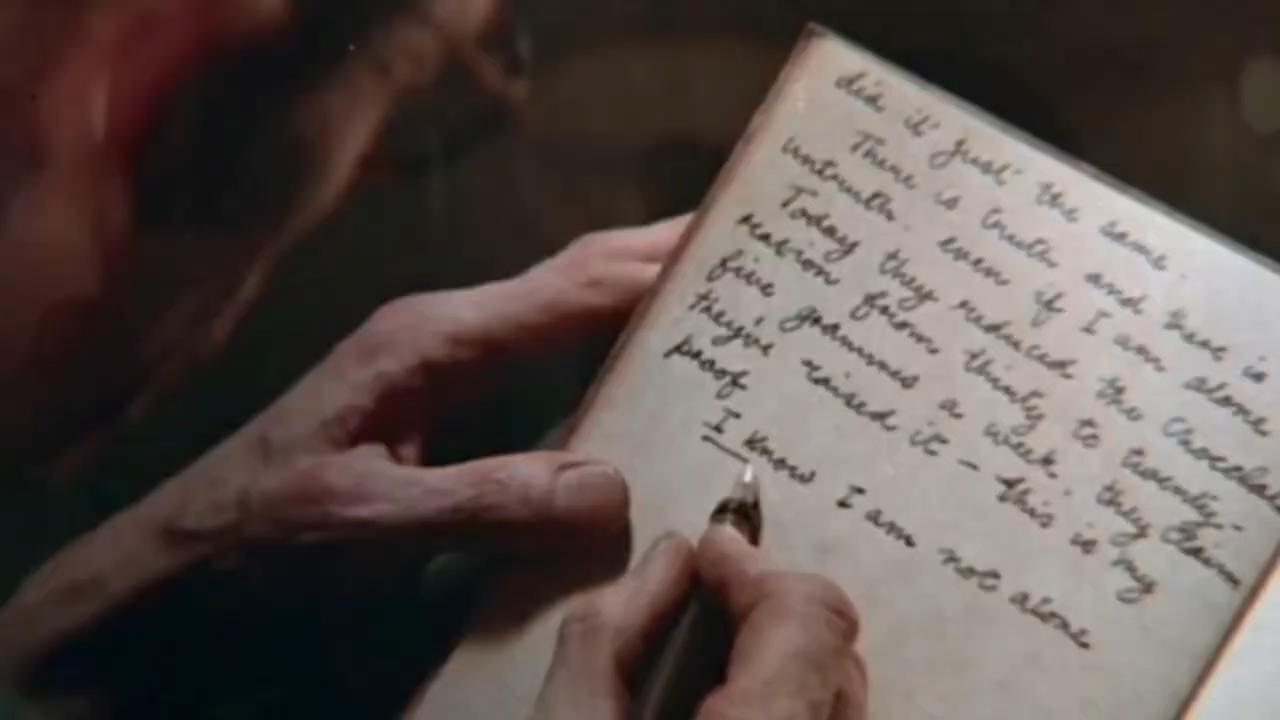 did it just the same.
There is truth and there is
untruth. even if I am alone
Today they reduced the Chocolate
reason from thirty to twenty-
five grammes a week. they claim
they've raised it - this is my
proof
I know I am not alone